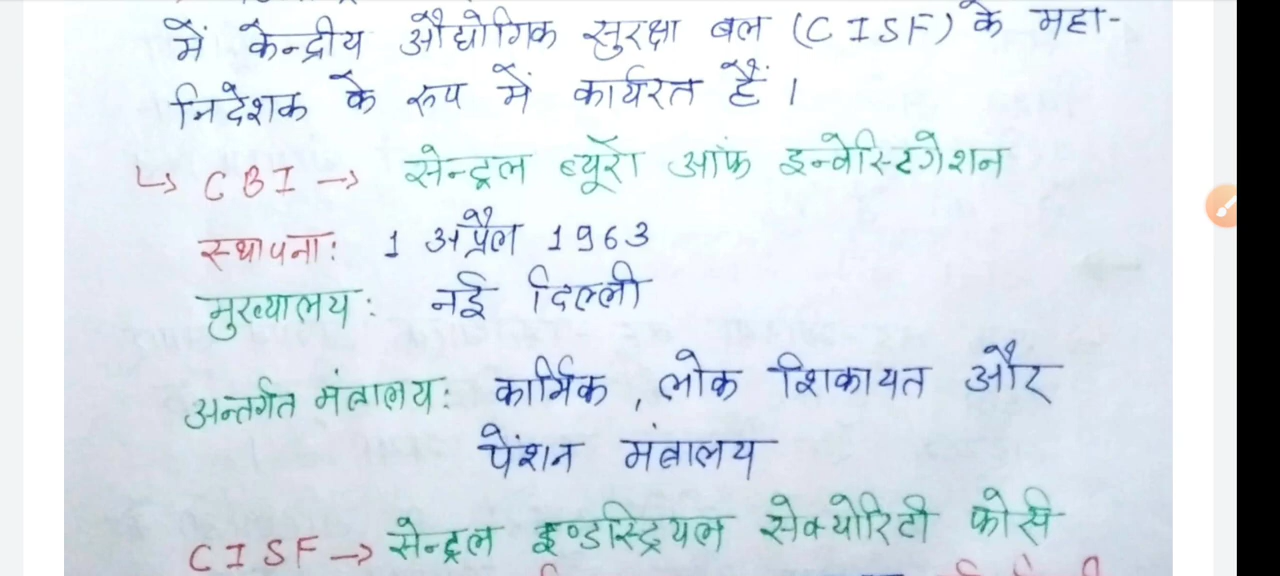 में केन्द्रीय औद्योगिक सुरक्षा बल (CISF) के महा-
निदेशक के रूप में कार्यरत हैं ।
↳ CBI → सेन्ट्रल ब्यूरो ऑफ इन्वेस्टिगेशन
स्थापना: 1 अप्रैल 1963
मुख्यालय: नई दिल्ली
अन्तर्गत मंत्रालय: कार्मिक, लोक शिकायत और
पेंशन मंत्रालय
CISF → सेन्ट्रल इण्डस्ट्रियल सेक्योरिटी फोर्स